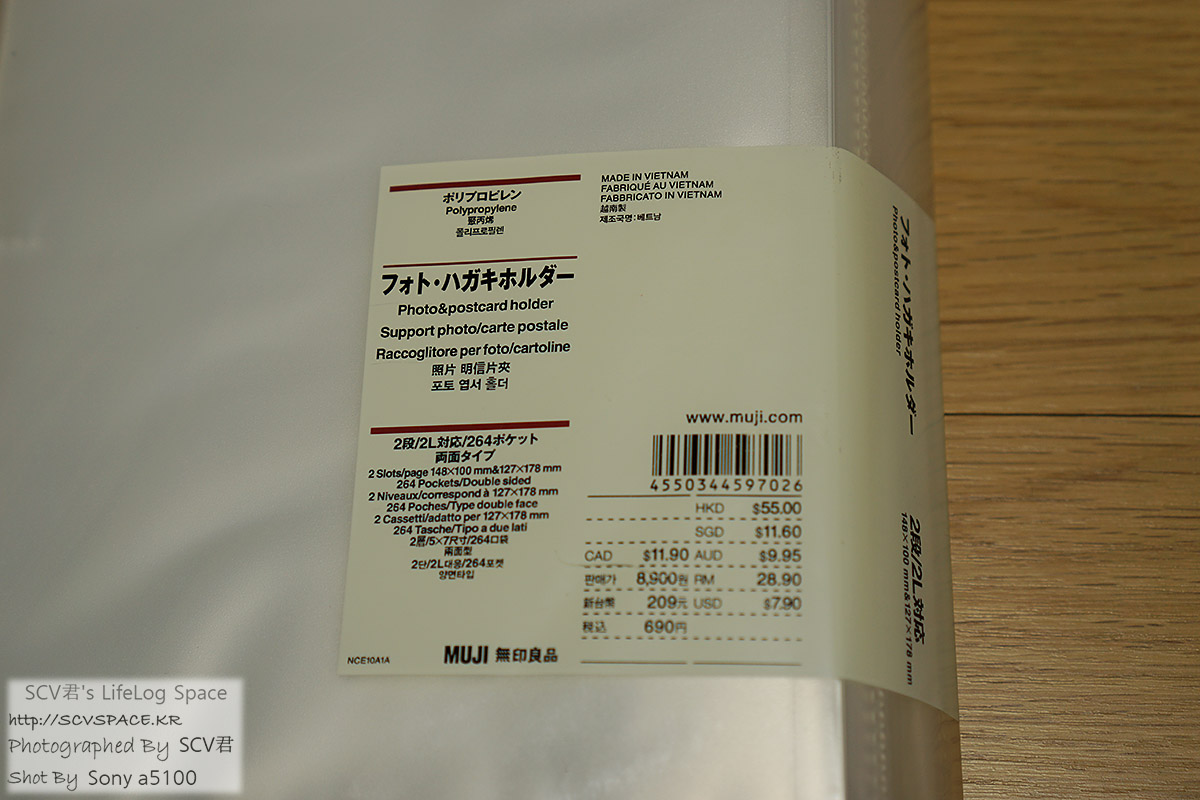 ポリプロピレン
Polypropylene
聚丙烯
폴리프로필렌
フォト・ハガキホルダー
Photo&postcard holder
Support photo/carte postale
Raccoglitore per foto/cartoline
照片 明信片夾
포토 엽서 홀더
2段/2L対応/264ポケット
両面タイプ
2 Slots/page 148×100 mm&127×178 mm
264 Pockets/Double sided
2 Niveaux/correspond à 127×178 mm
264 Poches/Type double face
2 Cassetti/adatto per 127×178 mm
264 Tasche/Tipo a due lati
2層/5×7尺寸/264口袋
兩面型
2단/2L대응/264포켓
양면타입
NCE10A1A
MUJI 無印良品
MADE IN VIETNAM
FABRIQUÉ AU VIETNAM
FABBRICATO IN VIETNAM
越南製
제조국명:베트남
www.muji.com
4550344597026
HKD $55.00
SGD $11.60
CAD $11.90 AUD $9.95
판매가 8,900원 RM 28.90
新台幣 209元 USD $7.90
税込 690円
フォト・ハガキホルダー
Photo&postcard holder
2段/2L対応
148×100 mm&127×178 mm
SCV君's LifeLog Space
http://SCVSPACE.KR
Photographed By SCV君
Shot By Sony a5100